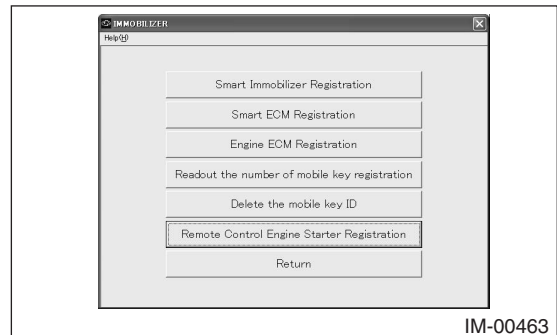 IMMOBILIZER
Help(H)
Smart Immobilizer Registration
Smart ECM Registration
Engine ECM Registration
Readout the number of mobile key registration
Delete the mobile key ID
Remote Control Engine Starter Registration
Return
IM-00463